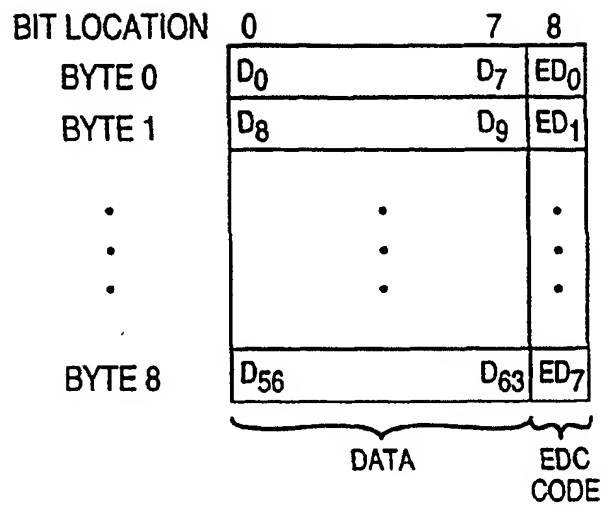 BIT LOCATION 0 7 8
BYTE 0 D0 D7 ED0
BYTE 1 D8 D9 ED1
BYTE 8 D56 D63 ED7
DATA EDC
CODE